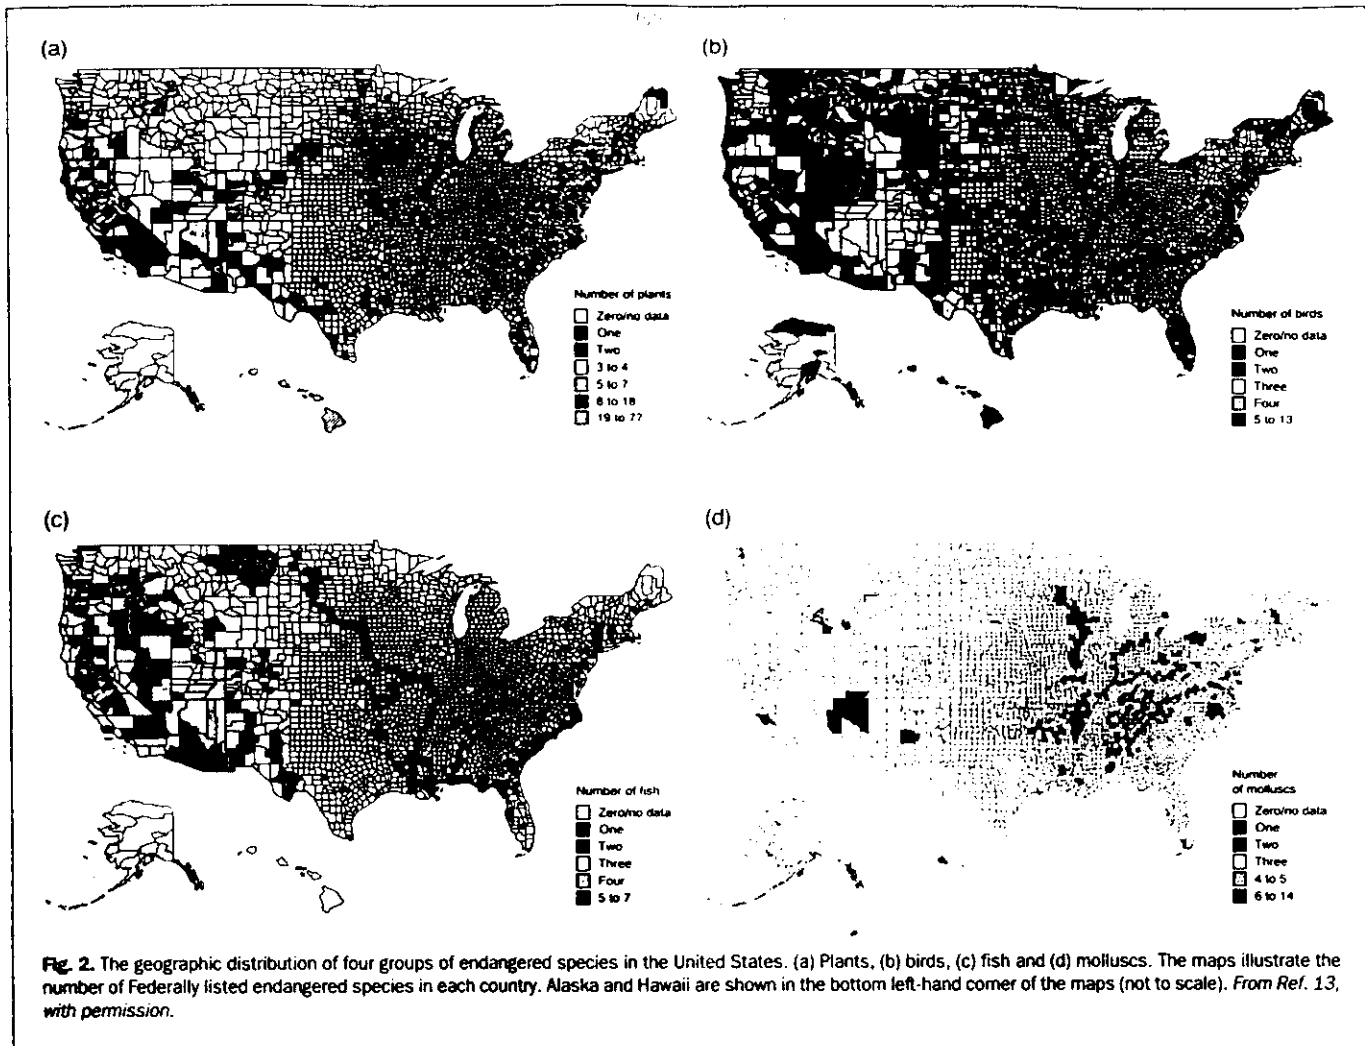 (a)
Number of plants
Zero/no data
One
Two
3 to 4
5 to 7
8 to 18
19 to 77
(b)
Number of birds
Zero/no data
One
Two
Three
Four
5 to 13
(c)
Number of fish
Zero/no data
One
Two
Three
Four
5 to 7
(d)
Number
of molluscs
Zero/no data
One
Two
Three
4 to 5
6 to 14
Fig. 2. The geographic distribution of four groups of endangered species in the United States. (a) Plants, (b) birds, (c) fish and (d) molluscs. The maps illustrate the
number of Federally listed endangered species in each country. Alaska and Hawaii are shown in the bottom left-hand corner of the maps (not to scale). From Ref. 13,
with permission.